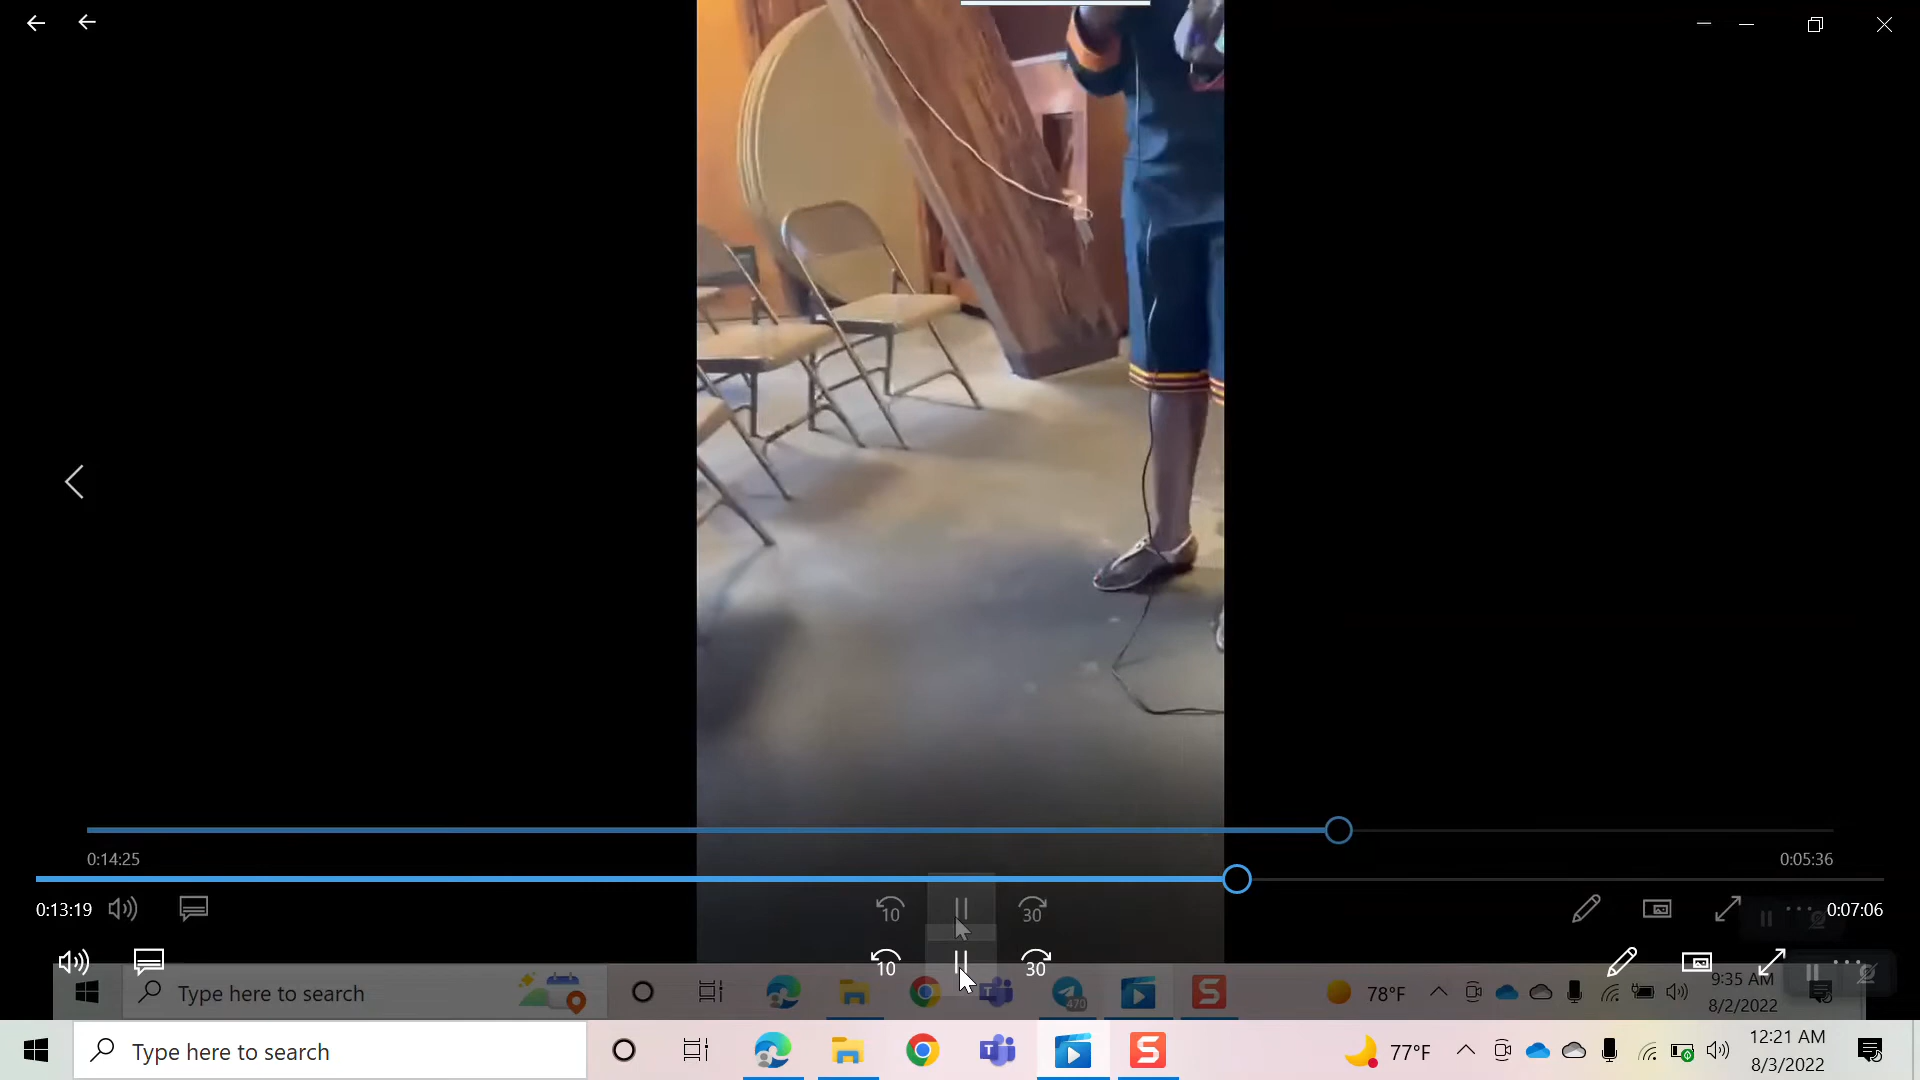 0:14:25
0:05:36
0:13:19
10
30
0:07:06
10
30
Type here to search
470
78°F
9:35 AM
8/2/2022
Type here to search
77°F
12:21 AM
8/3/2022